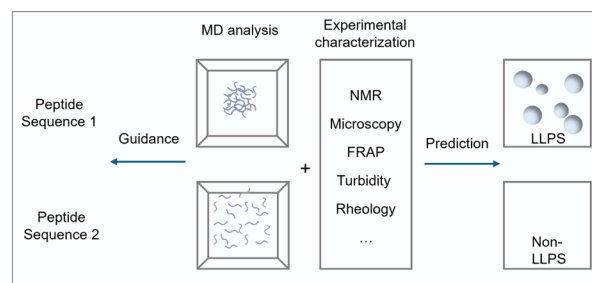 MD analysis
Experimental
characterization
Peptide
Sequence 1
Guidance
Peptide
Sequence 2
+
NMR
Microscopy
FRAP
Turbidity
Rheology
...
Prediction
LLPS
Non-
LLPS